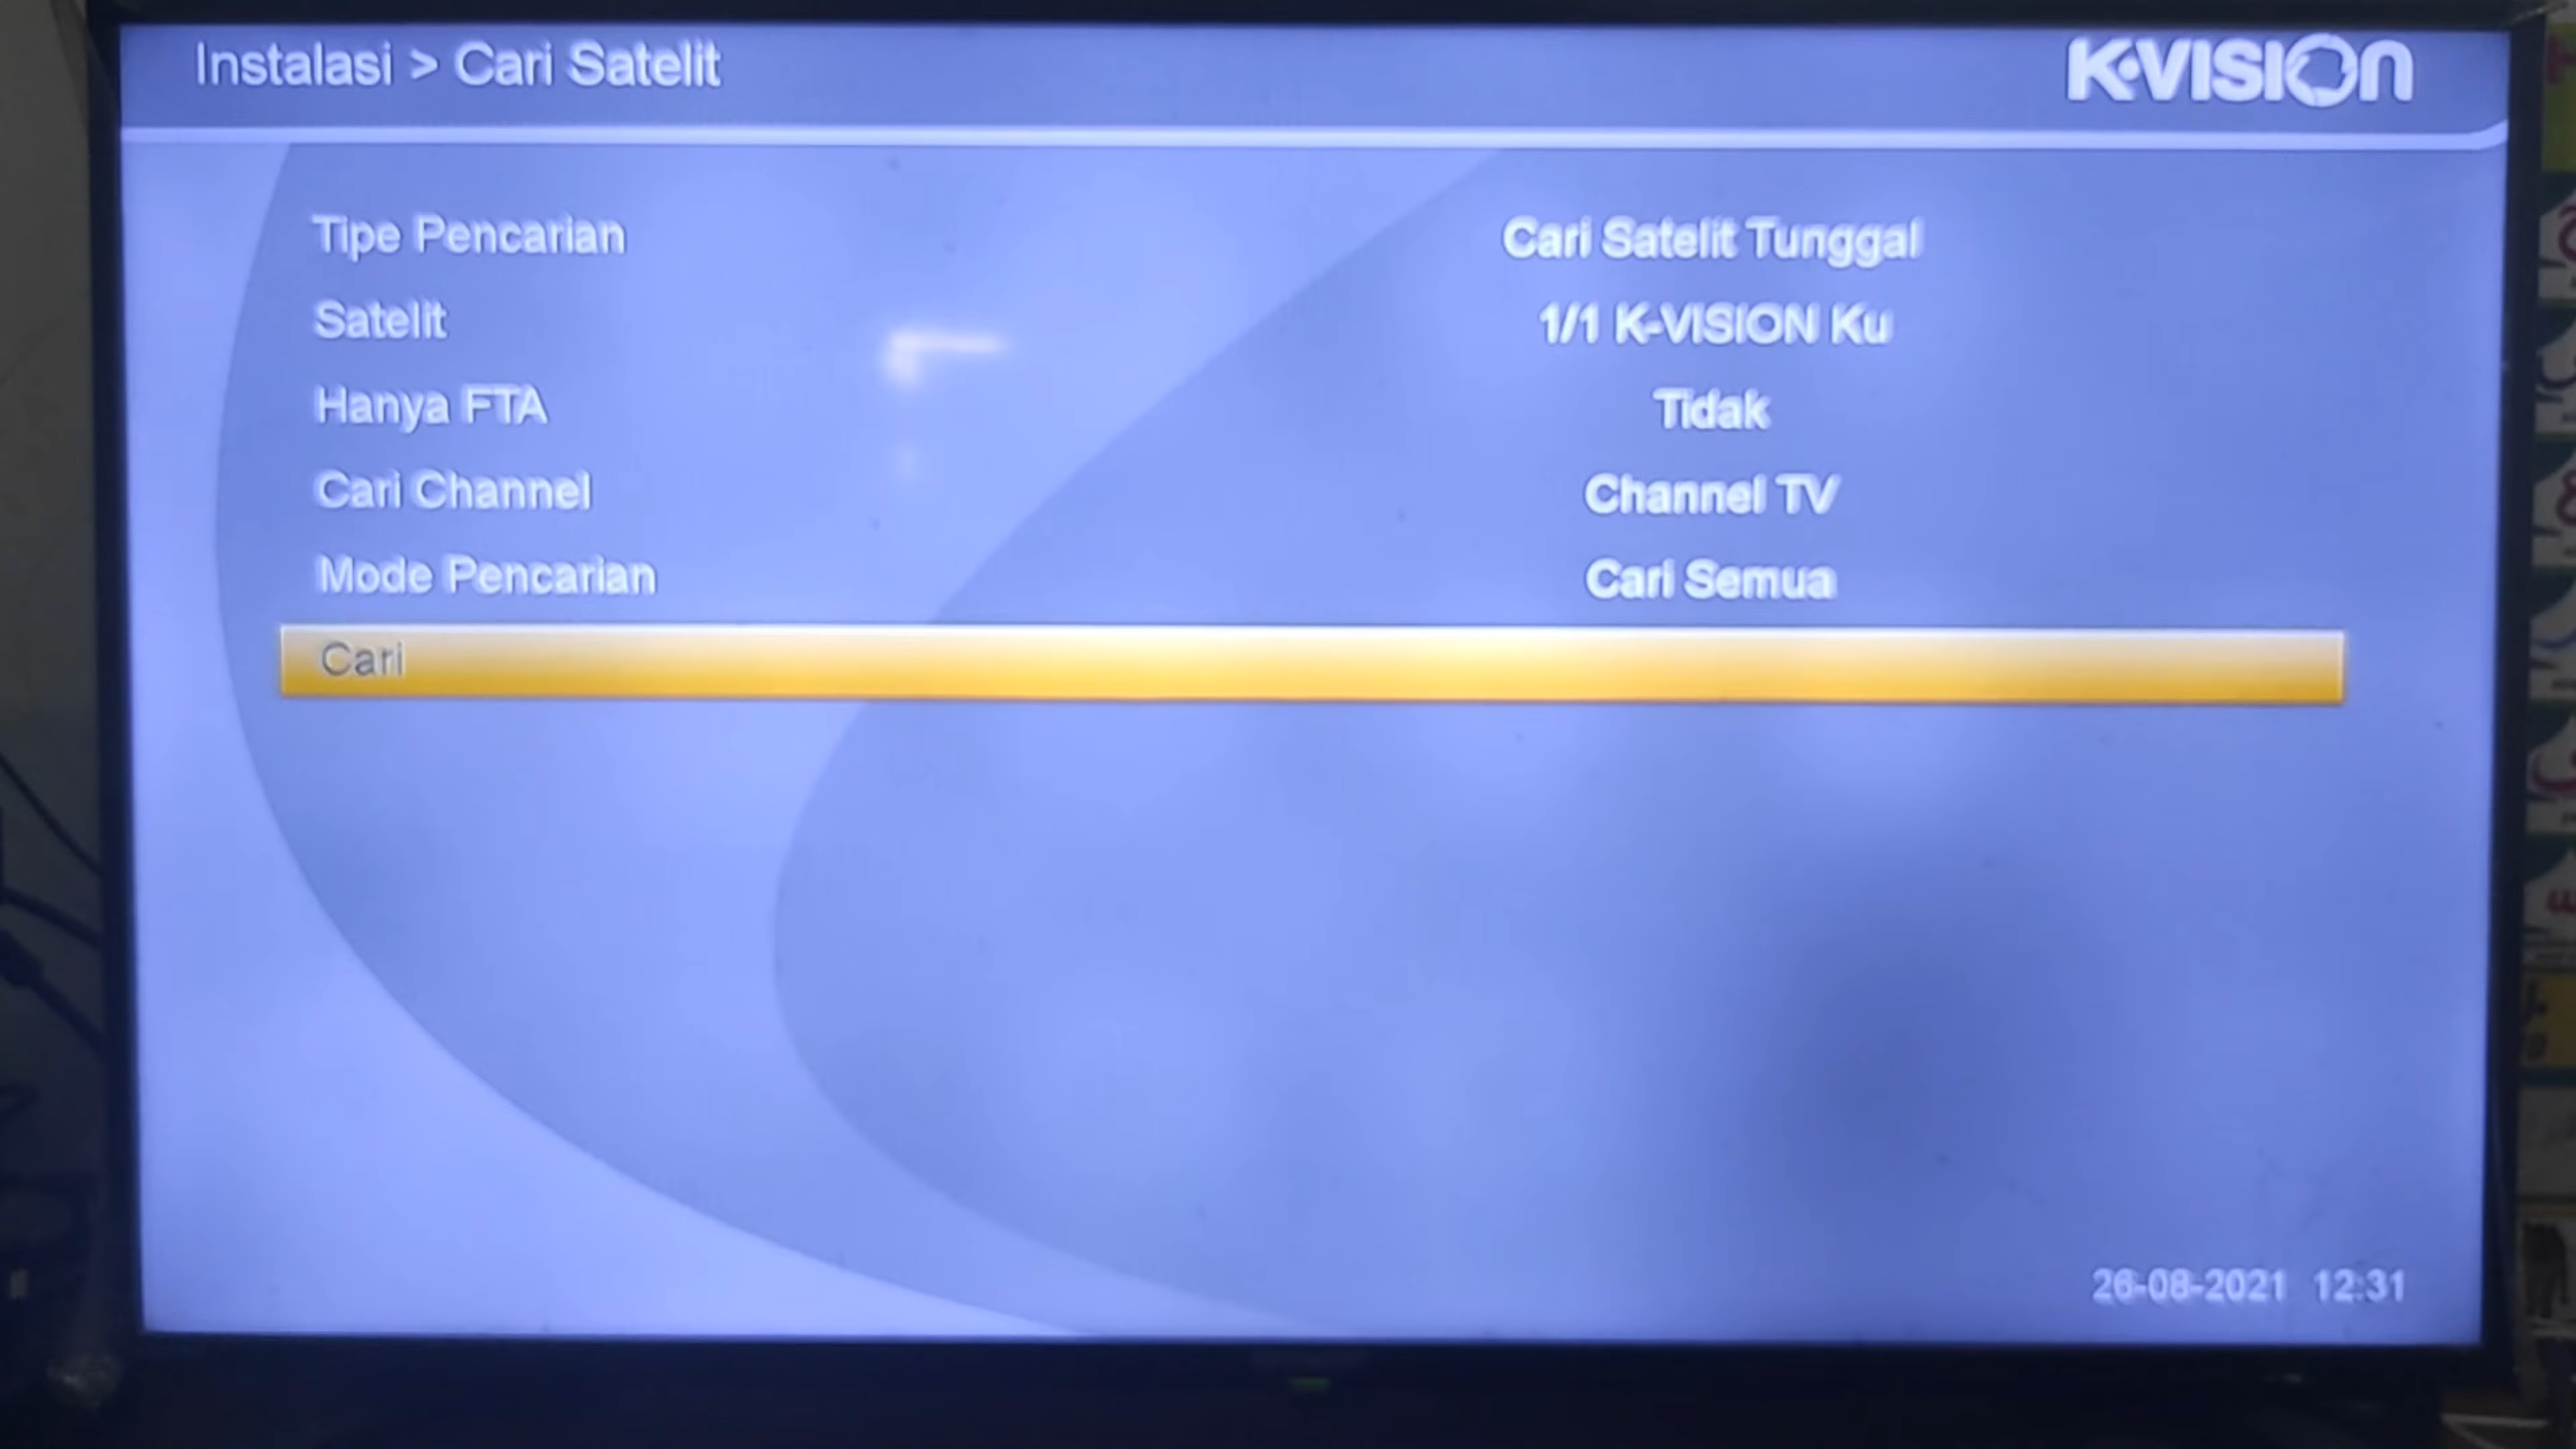 Instalasi > Cari Satelit
K-VISION
Tipe Pencarian Cari Satelit Tunggal
Satelit 1/1 K-VISION Ku
Hanya FTA Tidak
Cari Channel Channel TV
Mode Pencarian Cari Semua
Cari
26-08-2021 12:31